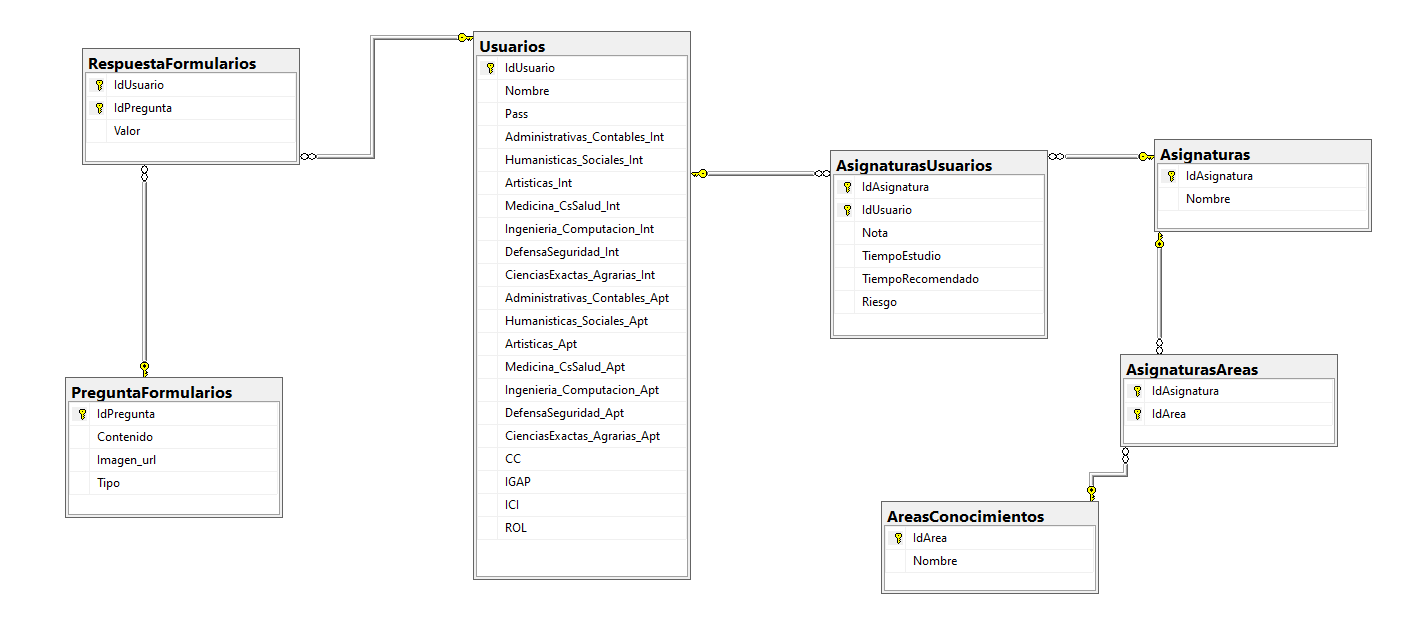 RespuestaFormularios
IdUsuario
IdPregunta
Valor
PreguntaFormularios
IdPregunta
Contenido
Imagen_url
Tipo
Usuarios
IdUsuario
Nombre
Pass
Administrativas_Contables_Int
Humanisticas_Sociales_Int
Artisticas_Int
Medicina_CsSalud_Int
Ingenieria_Computacion_Int
DefensaSeguridad_Int
CienciasExactas_Agrarias_Int
Administrativas_Contables_Apt
Humanisticas_Sociales_Apt
Artisticas_Apt
Medicina_CsSalud_Apt
Ingenieria_Computacion_Apt
DefensaSeguridad_Apt
CienciasExactas_Agrarias_Apt
CC
IGAP
ICI
ROL
AsignaturasUsuarios
IdAsignatura
IdUsuario
Nota
TiempoEstudio
TiempoRecomendado
Riesgo
Asignaturas
IdAsignatura
Nombre
AsignaturasAreas
IdAsignatura
IdArea
AreasConocimientos
IdArea
Nombre